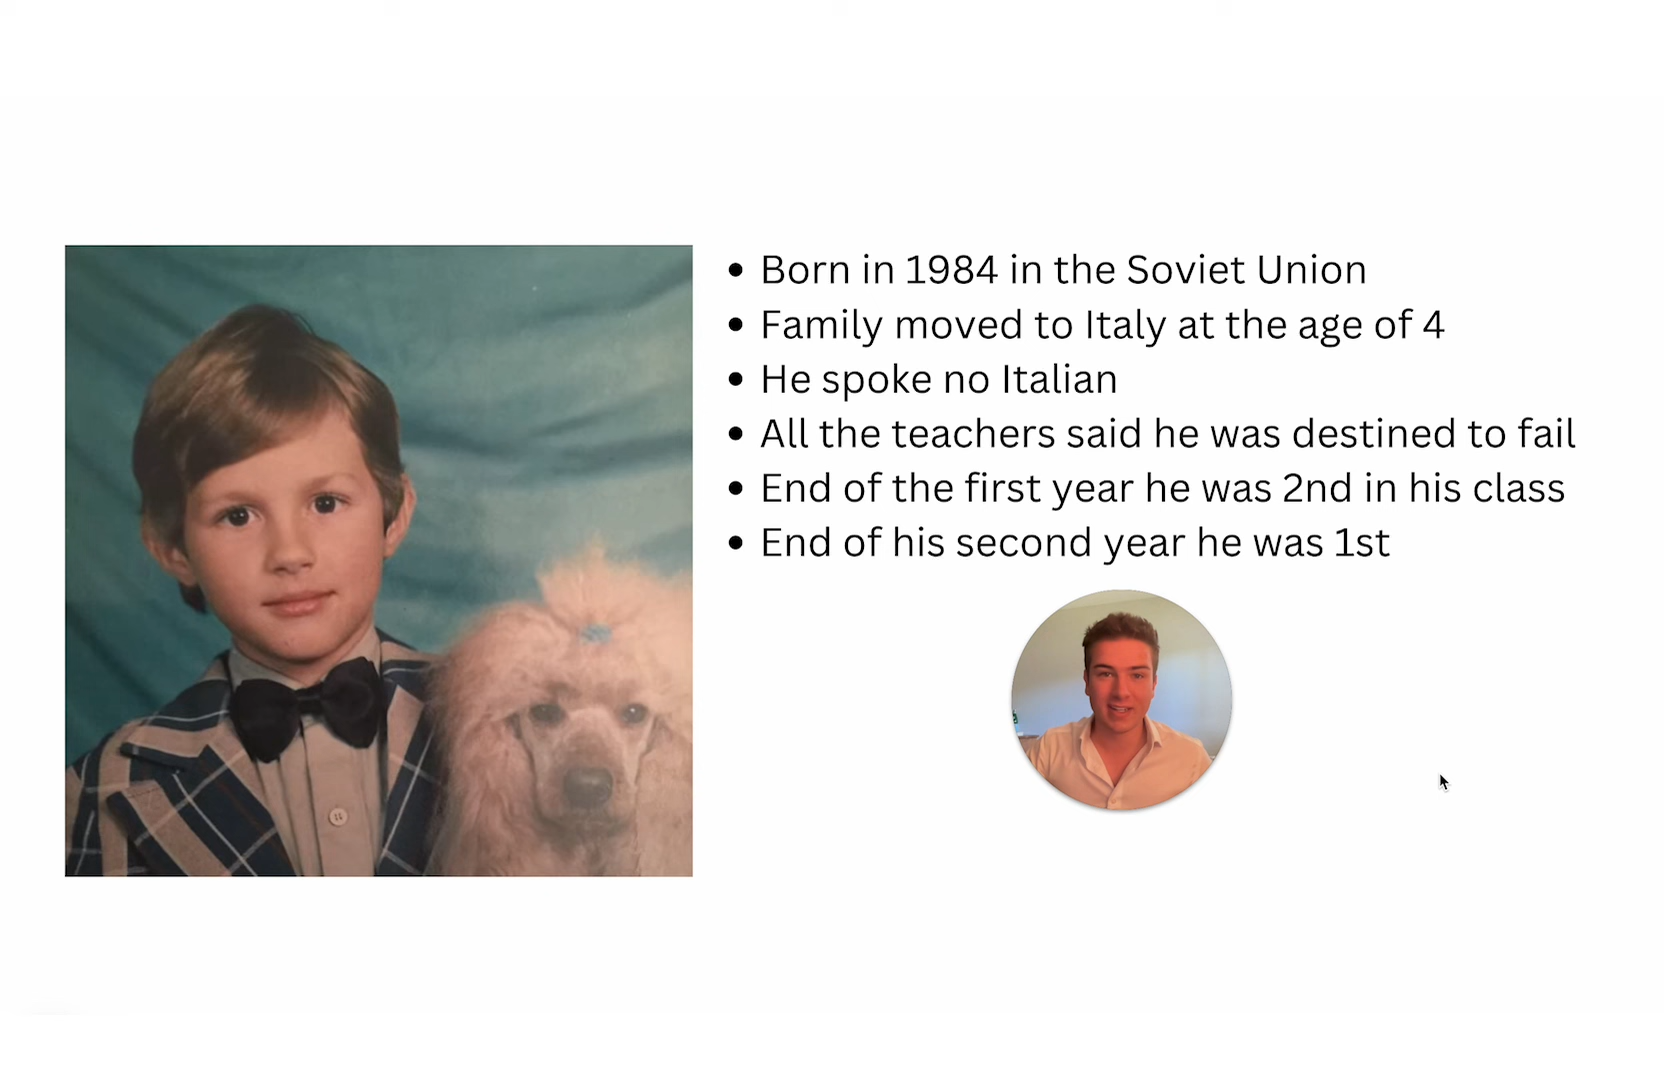 • Born in 1984 in the Soviet Union
• Family moved to Italy at the age of 4
• He spoke no Italian
• All the teachers said he was destined to fail
• End of the first year he was 2nd in his class
• End of his second year he was 1st